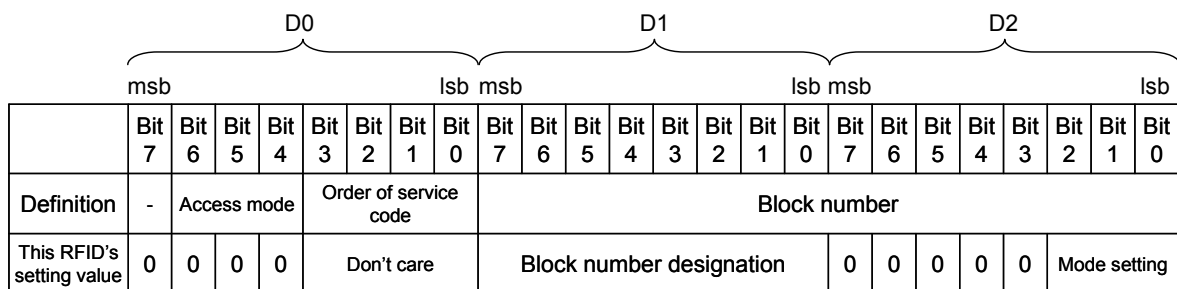 D0 D1 D2
msb lsb msb lsb msb lsb
Bit 7 Bit 6 Bit 5 Bit 4 Bit 3 Bit 2 Bit 1 Bit 0 Bit 7 Bit 6 Bit 5 Bit 4 Bit 3 Bit 2 Bit 1 Bit 0 Bit 7 Bit 6 Bit 5 Bit 4 Bit 3 Bit 2 Bit 1 Bit 0
Definition - Access mode Order of service code Block number
This RFID's setting value 0 0 0 0 Don't care Block number designation 0 0 0 0 0 Mode setting